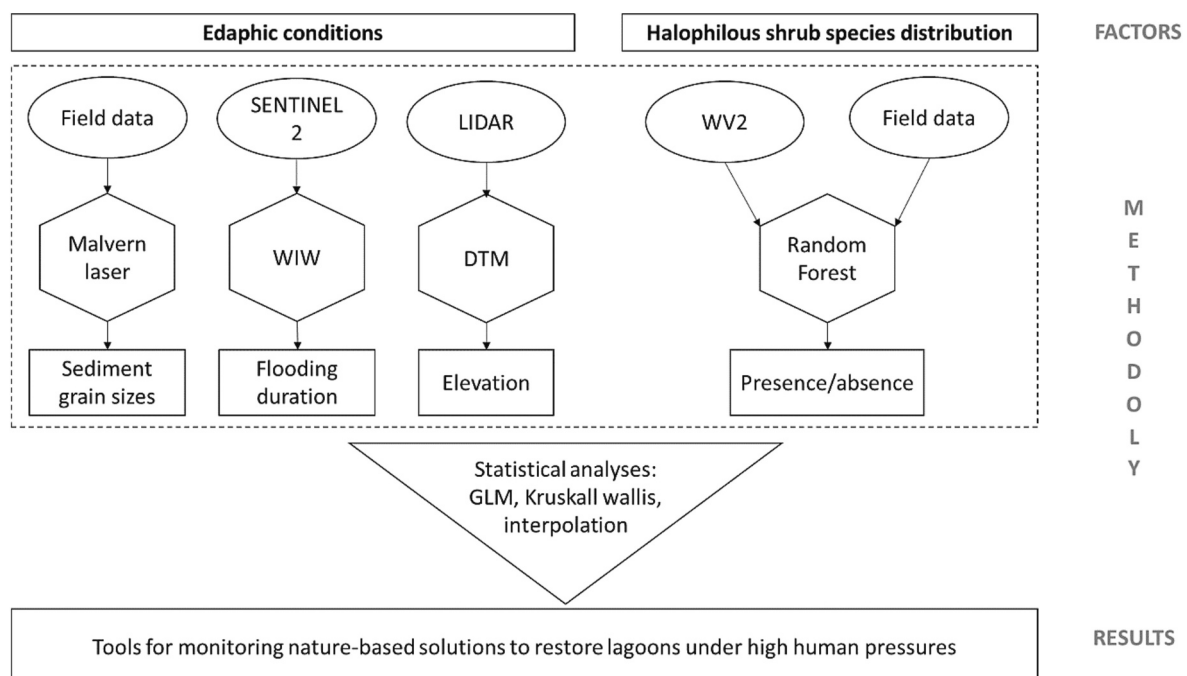 Edaphic conditions
Halophilous shrub species distribution
FACTORS
Field data
SENTINEL
2
LIDAR
WV2
Field data
Malvern
laser
WIW
DTM
Random
Forest
Sediment
grain sizes
Flooding
duration
Elevation
Presence/absence
M
E
T
H
O
D
O
L
Y
Statistical analyses:
GLM, Kruskall wallis,
interpolation
Tools for monitoring nature-based solutions to restore lagoons under high human pressures
RESULTS